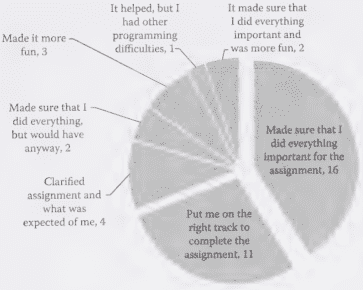 It helped, but I
had other
programming
difficulties, 1
It made sure that
I did everything
important and
was more fun, 2
Made it more
fun, 3
Made sure that I
did everything,
but would have
anyway, 2
Clarified
assignment and
what was
expected of me, 4
Put me on the
right track to
complete the
assignment, 11
Made sure that I
did everything
important for the
assignment, 16